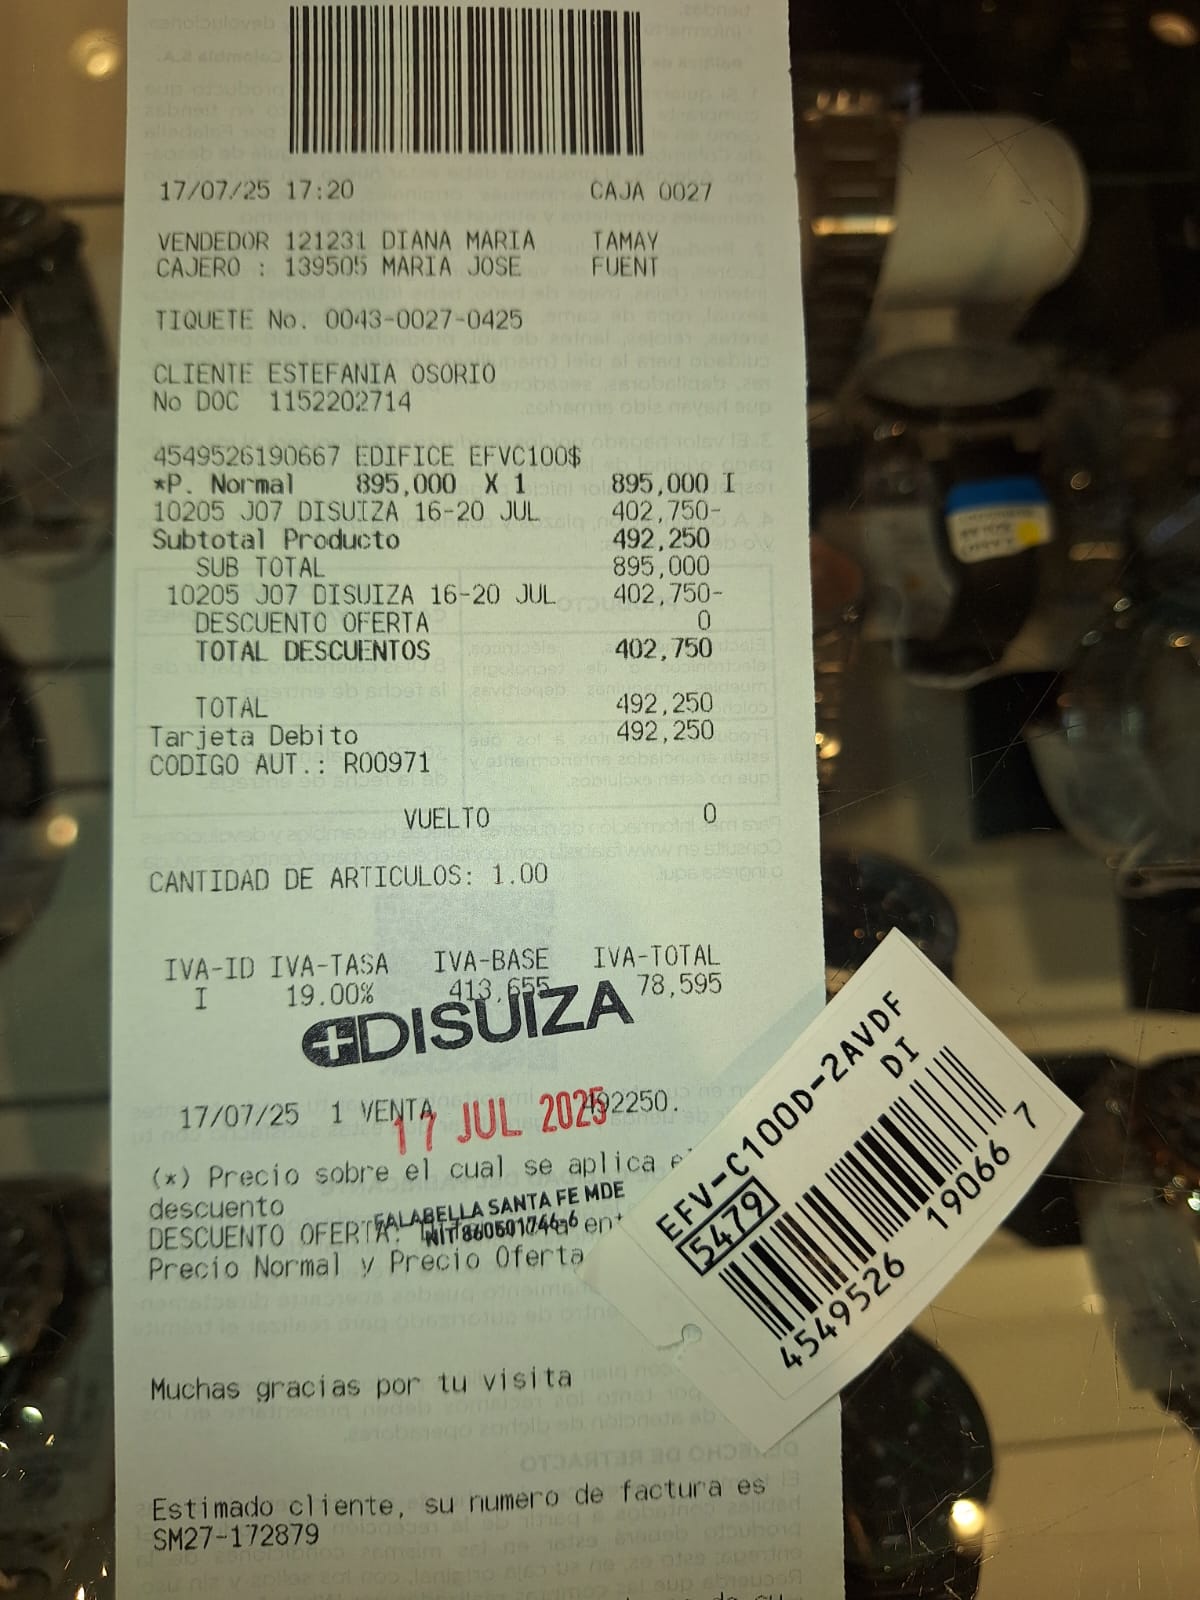 17/07/25 17:20 CAJA 0027
VENDEDOR 121231 DIANA MARIA TAMAY
CAJERO : 139505 MARIA JOSE FUENT
TIQUETE No. 0043-0027-0425
CLIENTE ESTEFANIA OSORIO
No DOC 1152202714
4549526190667 EDIFICE EFVC100$
*P. Normal 895,000 X 1 895,000 I
10205 J07 DISUIZA 16-20 JUL 402,750-
Subtotal Producto 492,250
SUB TOTAL 895,000
10205 J07 DISUIZA 16-20 JUL 402,750-
DESCUENTO OFERTA 0
TOTAL DESCUENTOS 402,750
TOTAL 492,250
Tarjeta Debito 492,250
CODIGO AUT.: R00971
VUELTO 0
CANTIDAD DE ARTICULOS: 1.00
IVA-ID IVA-TASA IVA-BASE IVA-TOTAL
I 19.00% 413,655 78,595
DISUIZA
17/07/25 1 VENTA 492250.
17 JUL 2025
(*) Precio sobre el cual se aplica
descuento
FALABELLA SANTA FE MDE
NIT 860501746-6
DESCUENTO OFERTA:
Precio Normal y Precio Oferta
Muchas gracias por tu visita
Estimado cliente, su numero de factura es
SM27-172879
EFV-C100D-2AVDF
DI
5479
4549526 190667